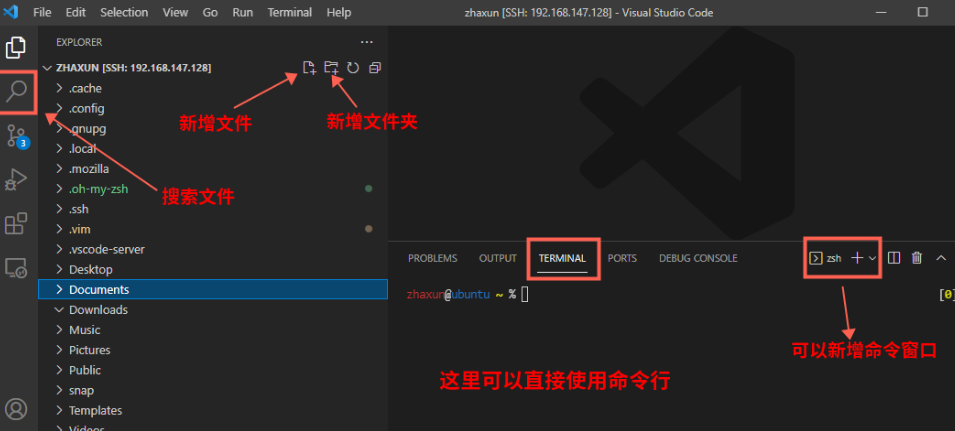 File Edit Selection View Go Run Terminal Help
zhaxun [SSH: 192.168.147.128] - Visual Studio Code
EXPLORER
ZHAXUN [SSH: 192.168.147.128]
.cache
.config
.gnupg
.local
.mozilla
.oh-my-zsh
.ssh
.vim
.vscode-server
Desktop
Documents
Downloads
Music
Pictures
Public
snap
Templates
Videos
3
新增文件
新增文件夹
搜索文件
PROBLEMS OUTPUT TERMINAL PORTS DEBUG CONSOLE
zsh
zhaxun@ubuntu ~ %
[0]
可以新增命令窗口
这里可以直接使用命令行